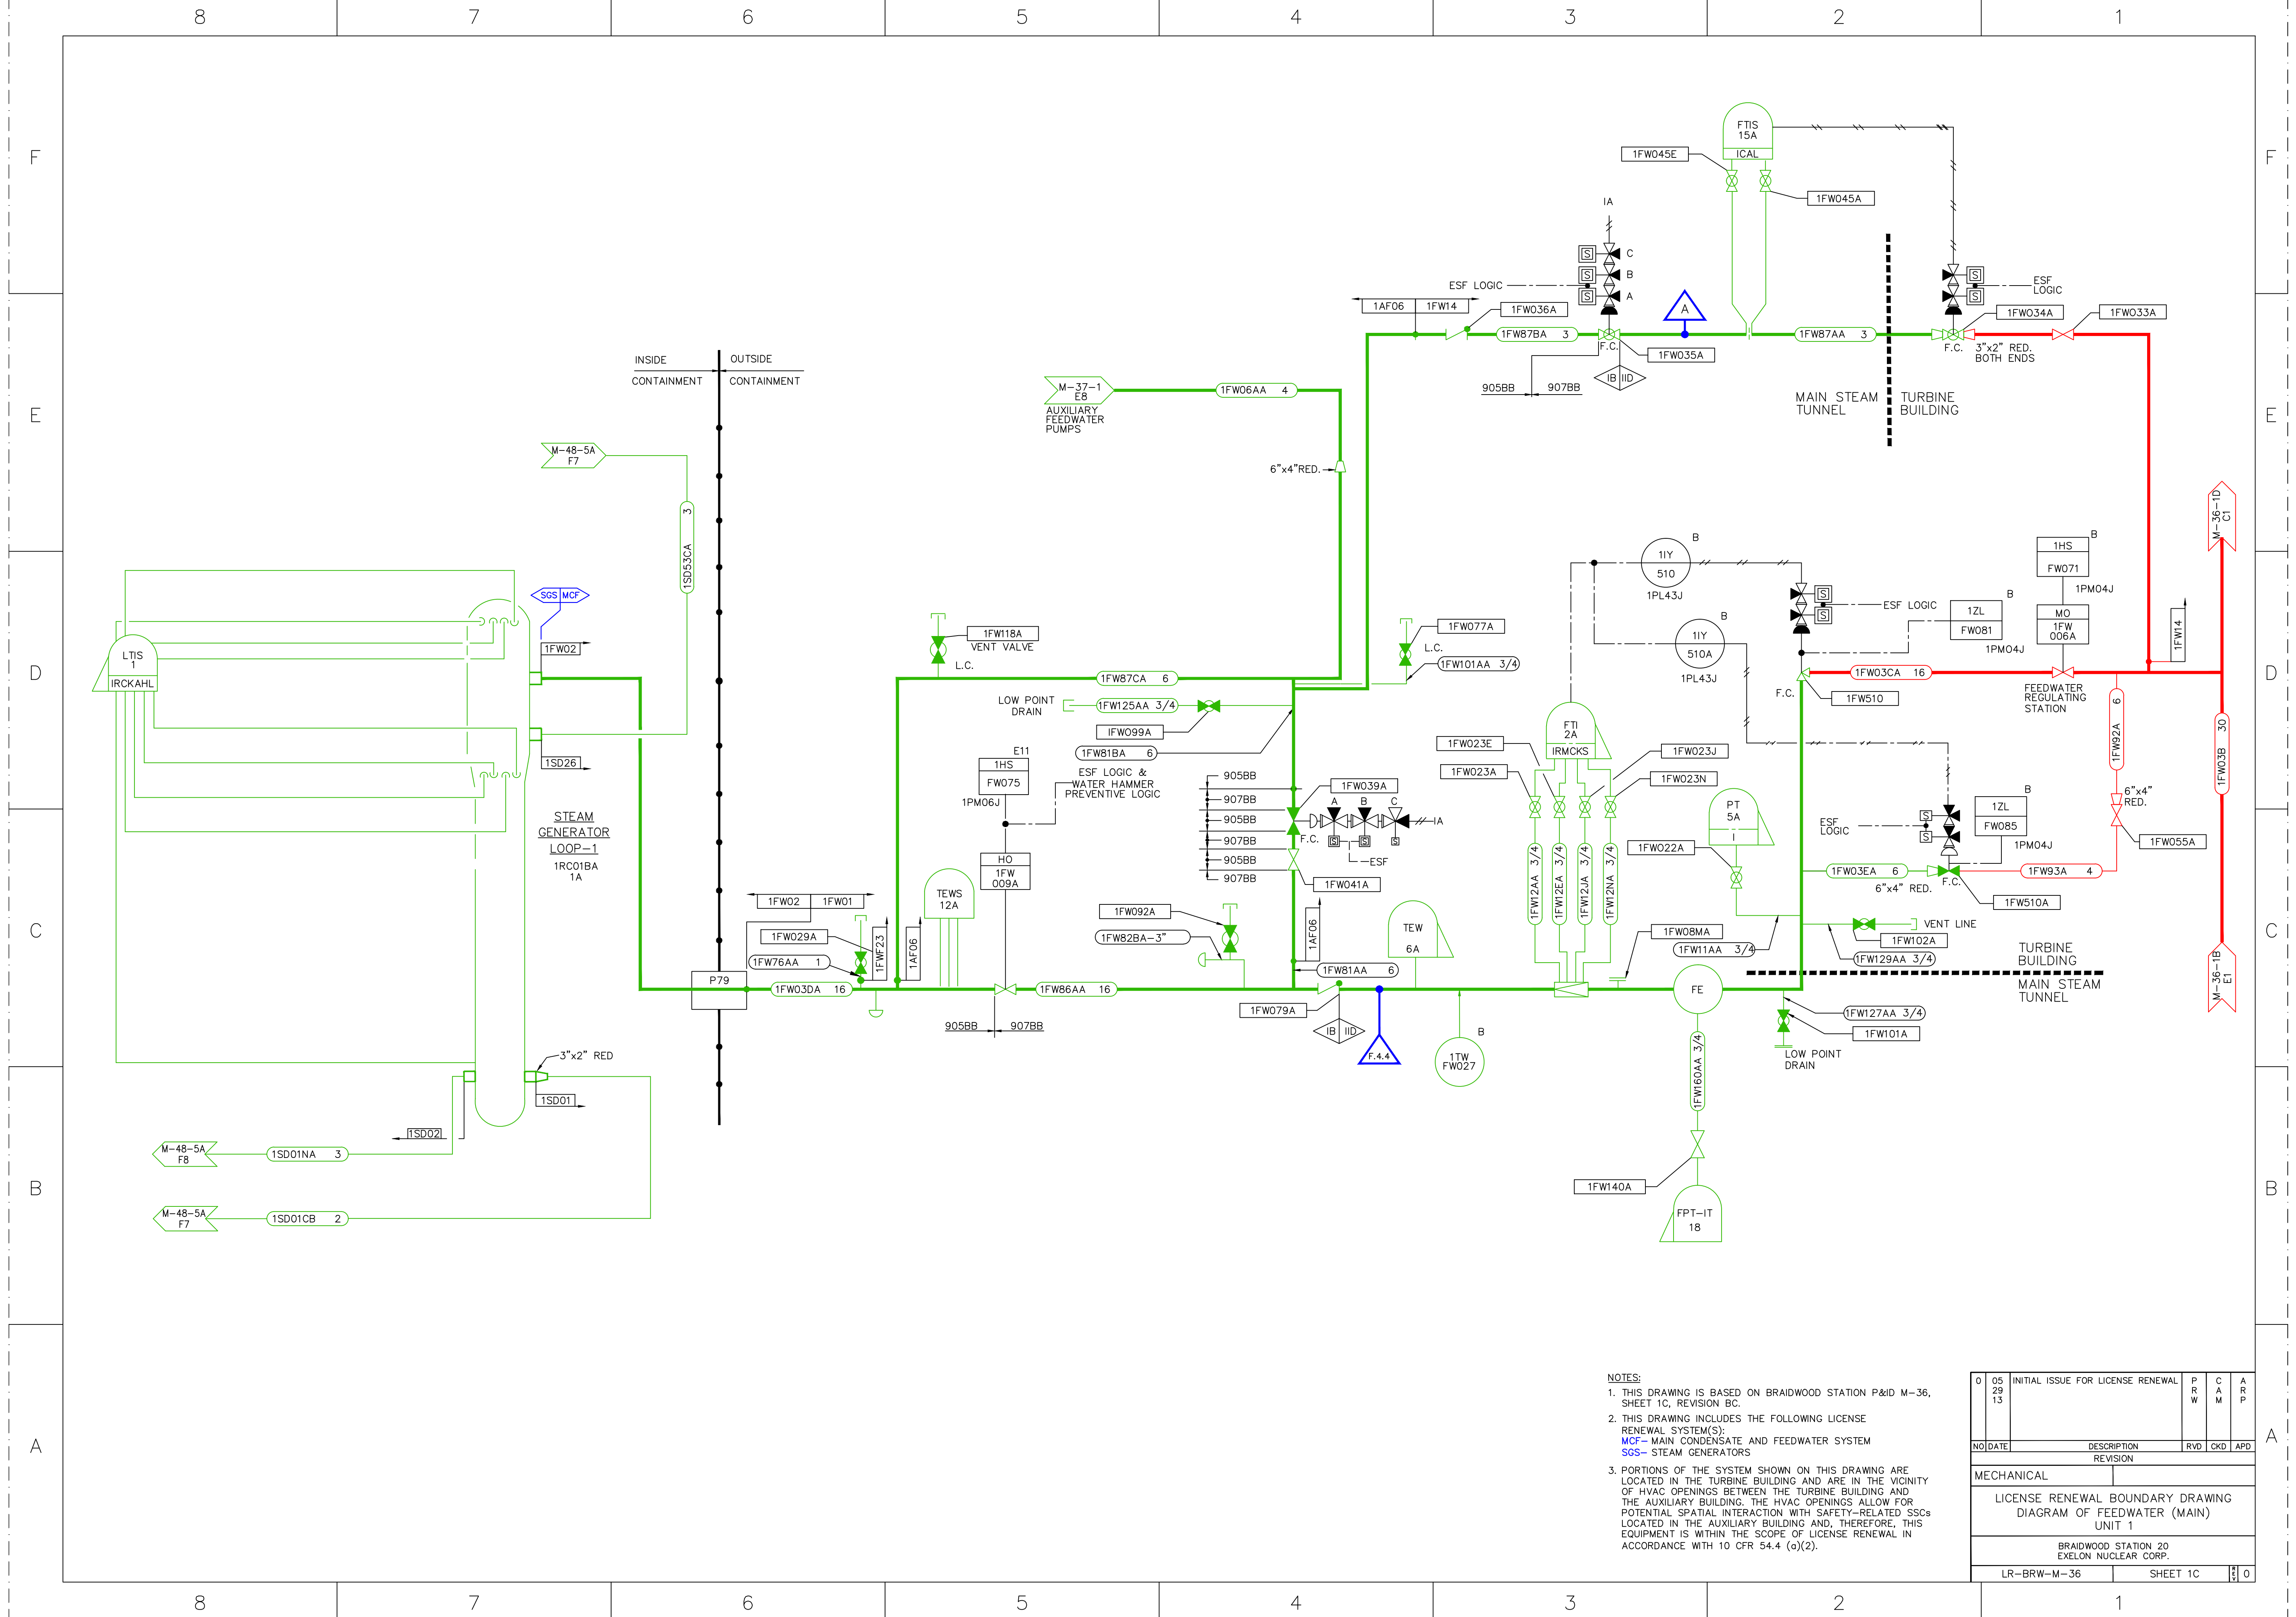 8 7 6 5 4 3 2 1
F
FTIS
15A
ICAL
1FW045E
1FW045A
IA
C
B
A
S
S
S
ESF LOGIC
S
S
ESF
LOGIC
F
1AF06 1FW14
1FW036A
A
1FW034A
1FW033A
1FW87BA 3
1FW87AA 3
F.C.
1FW035A
F.C.
3"x2" RED.
BOTH ENDS
IB IID
905BB 907BB
INSIDE
CONTAINMENT
OUTSIDE
CONTAINMENT
M-37-1
E8
1FW06AA 4
AUXILIARY
FEEDWATER
PUMPS
MAIN STEAM
TUNNEL
TURBINE
BUILDING
E
E
M-48-5A
F7
6"x4"RED.
1SD53CA 3
M-36-1D
C1
1IY
510
B
1PL43J
1HS
FW071
B
1PM04J
S
S
ESF LOGIC
1ZL
FW081
B
1PM04J
MO
1FW
006A
1FW14
SGS MCF
1FW02
1IY
510A
B
1PL43J
1FW118A
VENT VALVE
L.C.
1FW077A
L.C.
1FW101AA 3/4
D
LTIS
1
IRCKAHL
1FW87CA 6
1FW03CA 16
F.C.
1FW510
FEEDWATER
REGULATING
STATION
D
LOW POINT
DRAIN
1FW125AA 3/4
IFW099A
1FW81BA 6
FTI
2A
IRMCKS
1FW92A 6
1FW03B 30
1SD26
E11
1HS
FW075
1PM06J
ESF LOGIC &
WATER HAMMER
PREVENTIVE LOGIC
1FW023E
1FW023A
1FW023J
1FW023N
905BB
907BB
905BB
907BB
905BB
907BB
1FW039A
A B C
F.C.
S S S
IA
ESF
1FW041A
PT
5A
I
6"x4"
RED.
1ZL
FW085
B
1PM04J
ESF
LOGIC
S
S
1FW055A
STEAM
GENERATOR
LOOP-1
1RC01BA
1A
HO
1FW
009A
1FW022A
TEWS
12A
1FW12AA 3/4
1FW12EA 3/4
1FW12JA 3/4
1FW12NA 3/4
1FW03EA 6
6"x4" RED.
F.C.
1FW93A 4
1FW510A
1FW02 1FW01
1FW092A
1FW82BA-3"
1AF06
TEW
6A
1FW08MA
1FW11AA 3/4
VENT LINE
1FW102A
1FW129AA 3/4
C
1FW029A
1FW76AA 1
1FWF23
1AF06
1FW81AA 6
TURBINE
BUILDING
MAIN STEAM
TUNNEL
C
M-36-1B
E1
P79
1FW03DA 16
1FW86AA 16
FE
1FW079A
905BB 907BB
IB IID
F.4.4
1TW
FW027
B
1FW127AA 3/4
1FW101A
LOW POINT
DRAIN
3"x2" RED
1FW160AA 3/4
1SD01
1SD02
M-48-5A
F8
1SD01NA 3
B
1FW140A
B
M-48-5A
F7
1SD01CB 2
FPT-IT
18
A
NOTES:
1. THIS DRAWING IS BASED ON BRAIDWOOD STATION P&ID M-36,
SHEET 1C, REVISION BC.
2. THIS DRAWING INCLUDES THE FOLLOWING LICENSE
RENEWAL SYSTEM(S):
MCF- MAIN CONDENSATE AND FEEDWATER SYSTEM
SGS- STEAM GENERATORS
3. PORTIONS OF THE SYSTEM SHOWN ON THIS DRAWING ARE
LOCATED IN THE TURBINE BUILDING AND ARE IN THE VICINITY
OF HVAC OPENINGS BETWEEN THE TURBINE BUILDING AND
THE AUXILIARY BUILDING. THE HVAC OPENINGS ALLOW FOR
POTENTIAL SPATIAL INTERACTION WITH SAFETY-RELATED SSCs
LOCATED IN THE AUXILIARY BUILDING AND, THEREFORE, THIS
EQUIPMENT IS WITHIN THE SCOPE OF LICENSE RENEWAL IN
ACCORDANCE WITH 10 CFR 54.4 (a)(2).
0 05 29 13 INITIAL ISSUE FOR LICENSE RENEWAL PRW CAM ARP
NO DATE DESCRIPTION RVD CKD APD
REVISION
A
MECHANICAL
LICENSE RENEWAL BOUNDARY DRAWING
DIAGRAM OF FEEDWATER (MAIN)
UNIT 1
BRAIDWOOD STATION 20
EXELON NUCLEAR CORP.
LR-BRW-M-36 SHEET 1C REV 0
8 7 6 5 4 3 2 1